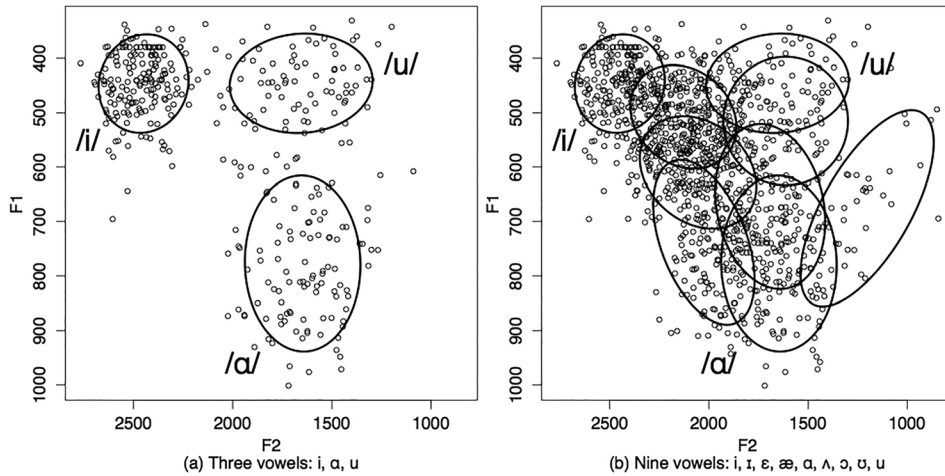 400
500
600
700
800
900
1000
F1
/i/
/u/
/ɑ/
2500
2000
1500
1000
F2
(a) Three vowels: i, ɑ, u
400
500
600
700
800
900
1000
F1
/i/
/u/
/ɑ/
2500
2000
1500
1000
F2
(b) Nine vowels: i, ɪ, ɛ, æ, ɑ, ʌ, ɔ, ʊ, u